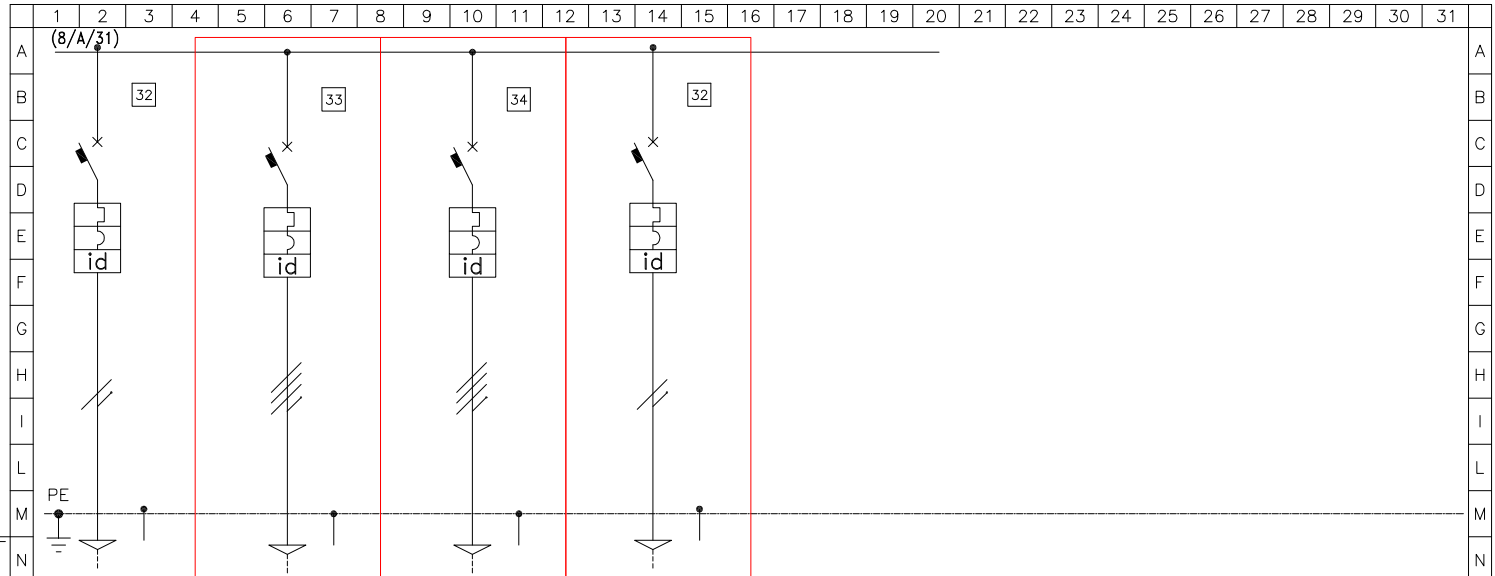 1 2 3 4 5 6 7 8 9 10 11 12 13 14 15 16 17 18 19 20 21 22 23 24 25 26 27 28 29 30 31
(8/A/31)
A A
B 32 33 34 32 B
C C
D D
E E
id id id id
F F
G G
H H
I I
L L
PE
M M
N N